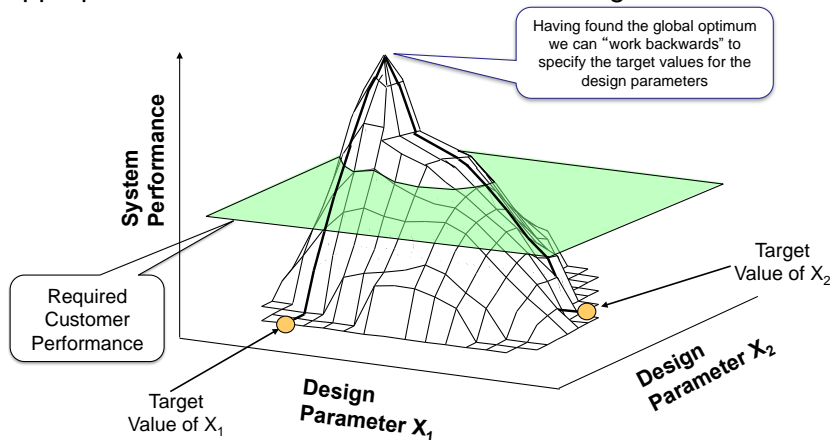 Having found the global optimum
we can “work backwards” to
specify the target values for the
design parameters
System
Performance
Required
Customer
Performance
Target
Value of X2
Target
Value of X1
Design
Parameter X1
Design
Parameter X2